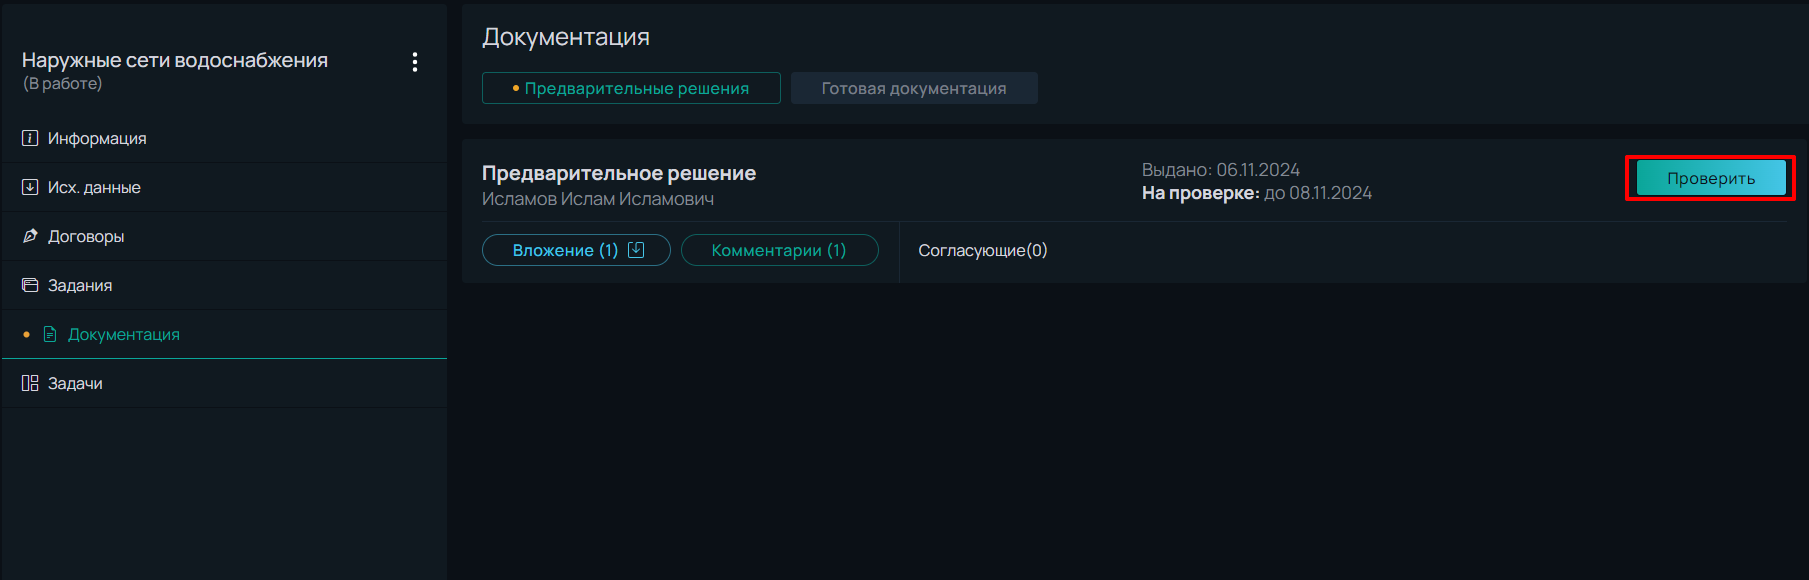 Наружные сети водоснабжения
(В работе)
Информация
Исх. данные
Договоры
Задания
Документация
Задачи
Документация
Предварительные решения
Готовая документация
Предварительное решение
Исламов Ислам Исламович
Выдано: 06.11.2024
На проверке: до 08.11.2024
Проверить
Вложение (1)
Комментарии (1)
Согласующие(0)